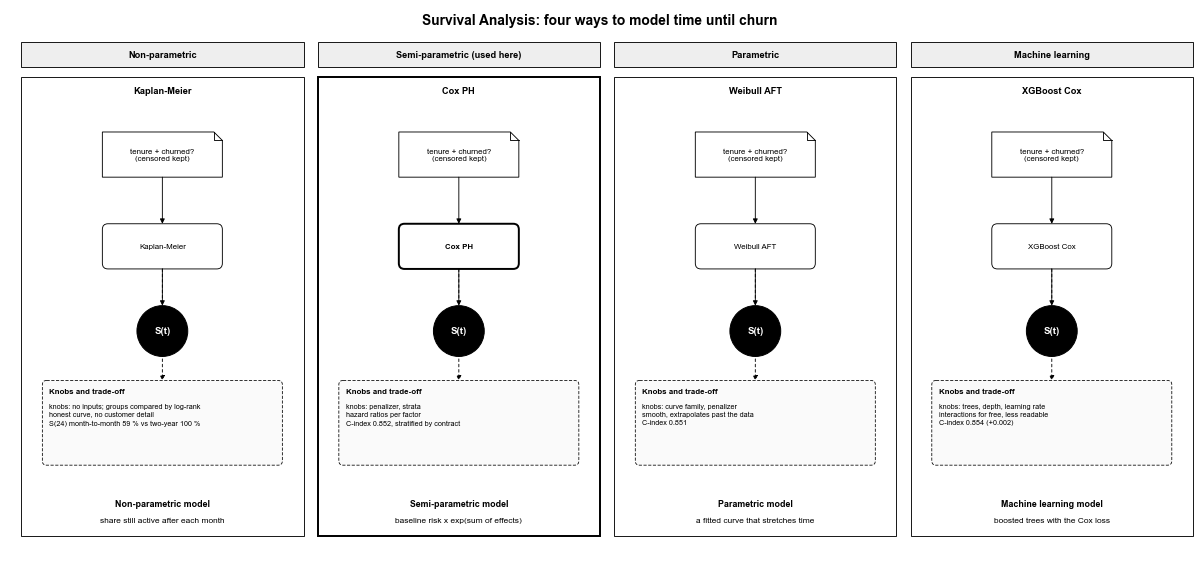 Survival Analysis: four ways to model time until churn
Non-parametric
Kaplan-Meier
tenure + churned?
(censored kept)
Kaplan-Meier
S(t)
Knobs and trade-off
knobs: no inputs; groups compared by log-rank
honest curve, no customer detail
S(24) month-to-month 59 % vs two-year 100 %
Non-parametric model
share still active after each month
Semi-parametric (used here)
Cox PH
tenure + churned?
(censored kept)
Cox PH
S(t)
Knobs and trade-off
knobs: penalizer, strata
hazard ratios per factor
C-index 0.852, stratified by contract
Semi-parametric model
baseline risk x exp(sum of effects)
Parametric
Weibull AFT
tenure + churned?
(censored kept)
Weibull AFT
S(t)
Knobs and trade-off
knobs: curve family, penalizer
smooth, extrapolates past the data
C-index 0.851
Parametric model
a fitted curve that stretches time
Machine learning
XGBoost Cox
tenure + churned?
(censored kept)
XGBoost Cox
S(t)
Knobs and trade-off
knobs: trees, depth, learning rate
interactions for free, less readable
C-index 0.854 (+0.002)
Machine learning model
boosted trees with the Cox loss